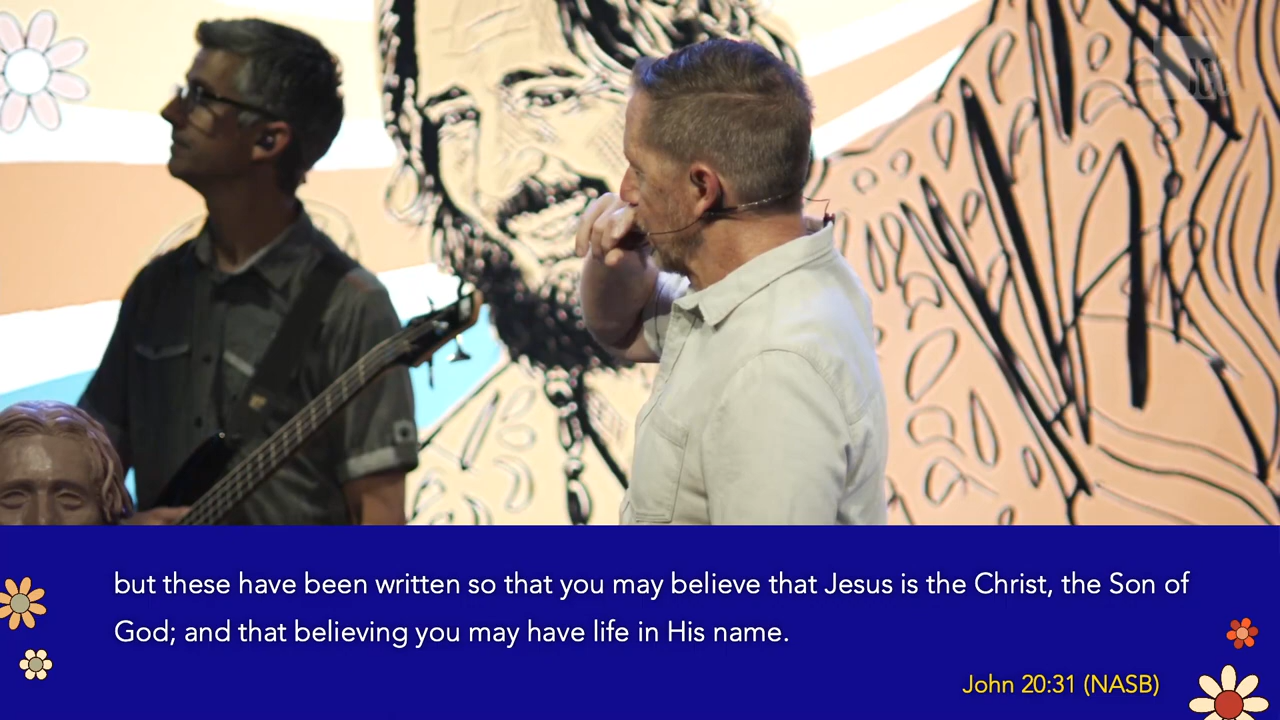 but these have been written so that you may believe that Jesus is the Christ, the Son of
God; and that believing you may have life in His name.
John 20:31 (NASB)